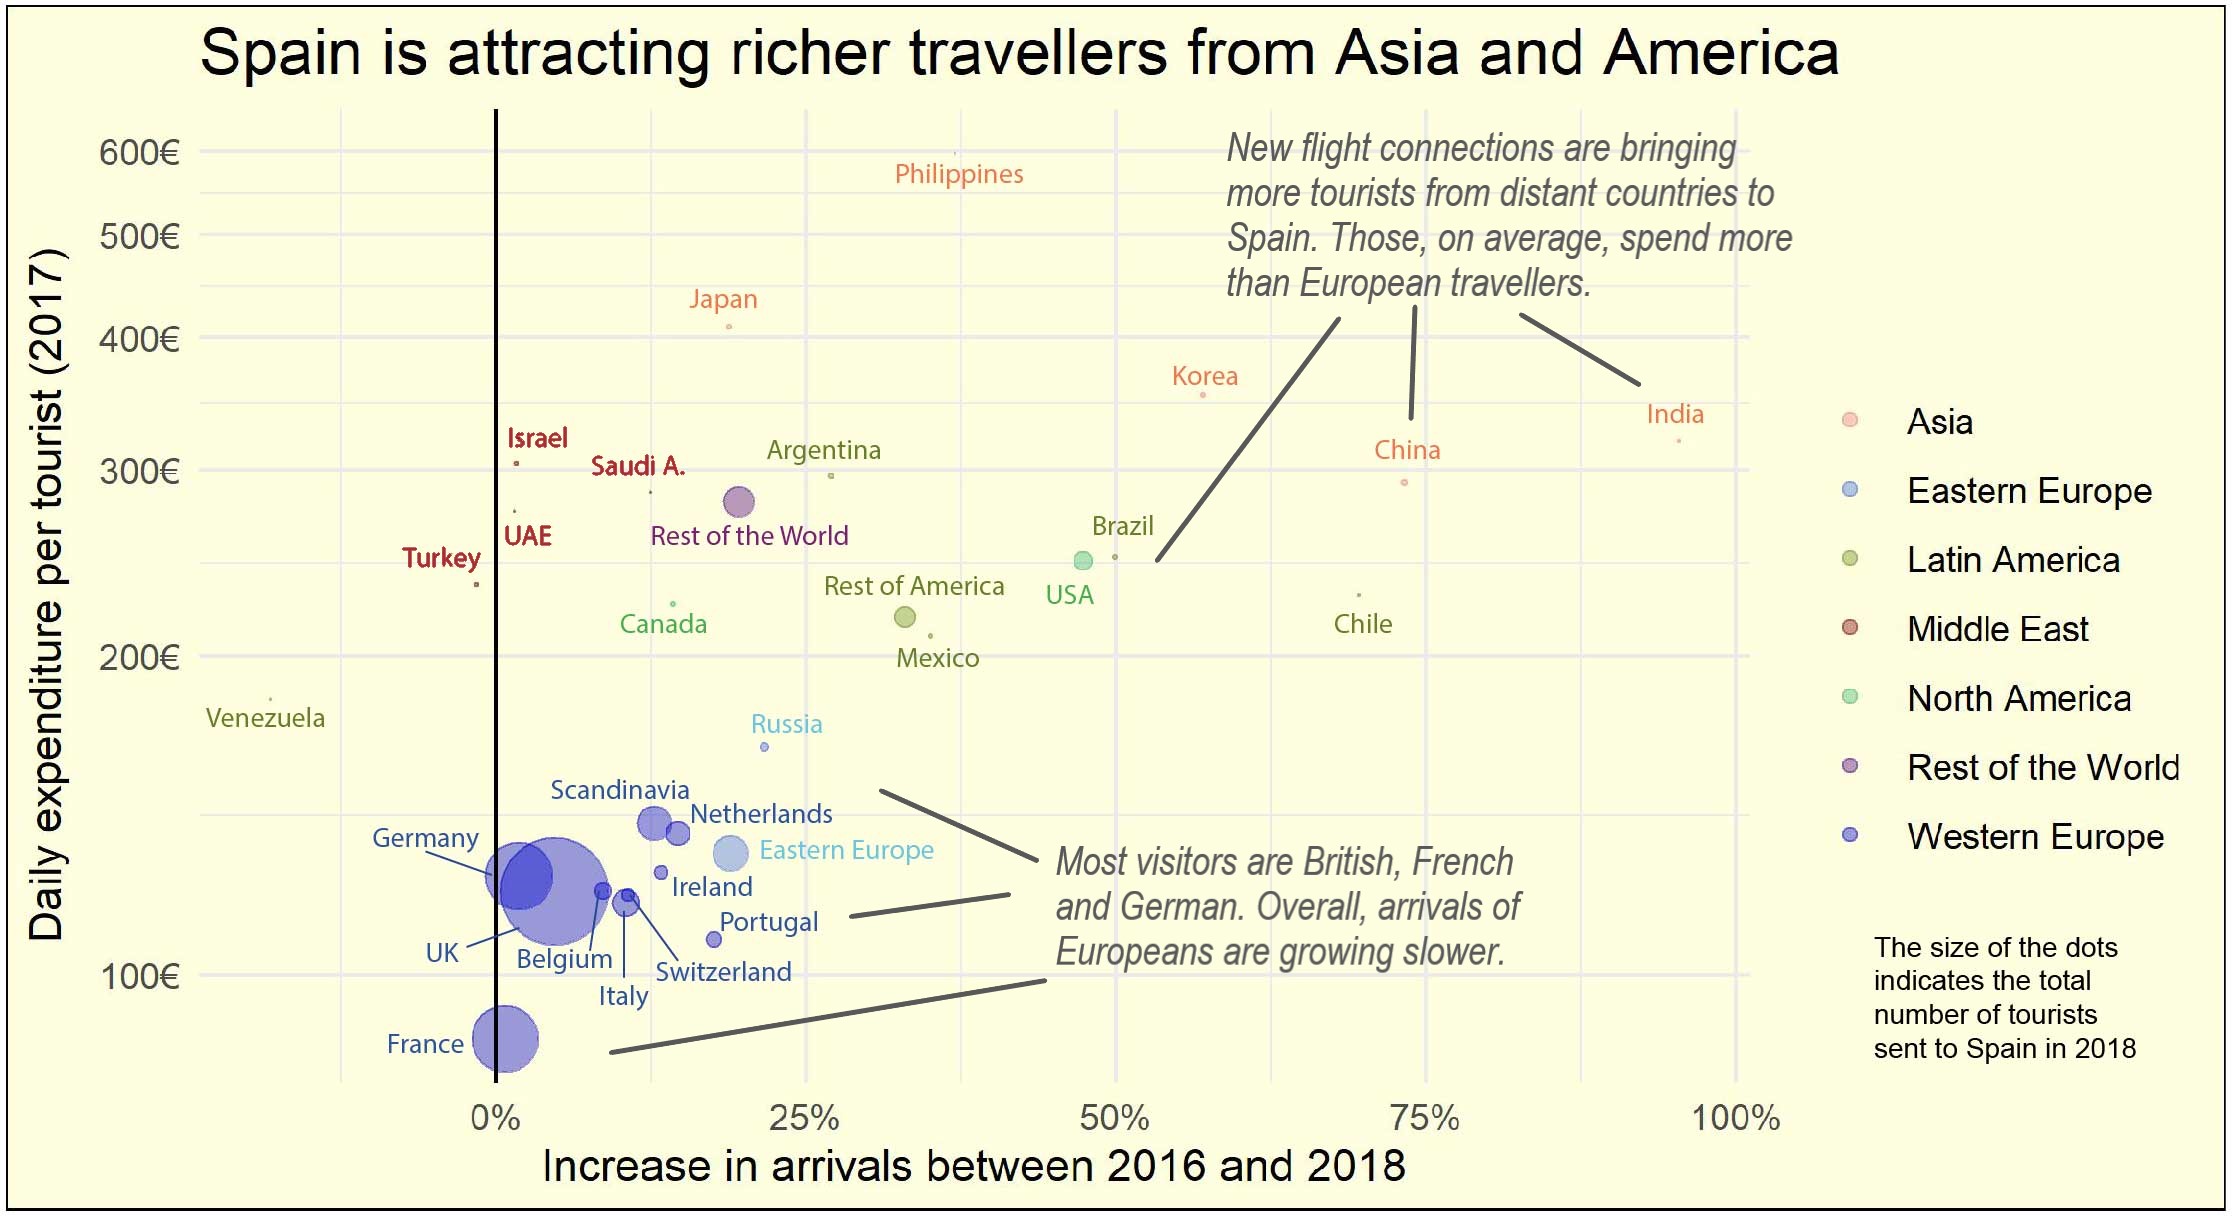 Spain is attracting richer travellers from Asia and America
Daily expenditure per tourist (2017)
600€
500€
400€
300€
200€
100€
New flight connections are bringing
more tourists from distant countries to
Spain. Those, on average, spend more
than European travellers.
Philippines
Japan
Korea
India
China
Israel
Saudi A.
Argentina
UAE
Rest of the World
Turkey
Brazil
Rest of America
USA
Canada
Chile
Mexico
Venezuela
Russia
Scandinavia
Netherlands
Germany
Eastern Europe
Ireland
Portugal
UK
Belgium
Switzerland
Italy
France
Most visitors are British, French
and German. Overall, arrivals of
Europeans are growing slower.
Asia
Eastern Europe
Latin America
Middle East
North America
Rest of the World
Western Europe
The size of the dots
indicates the total
number of tourists
sent to Spain in 2018
0%
25%
50%
75%
100%
Increase in arrivals between 2016 and 2018